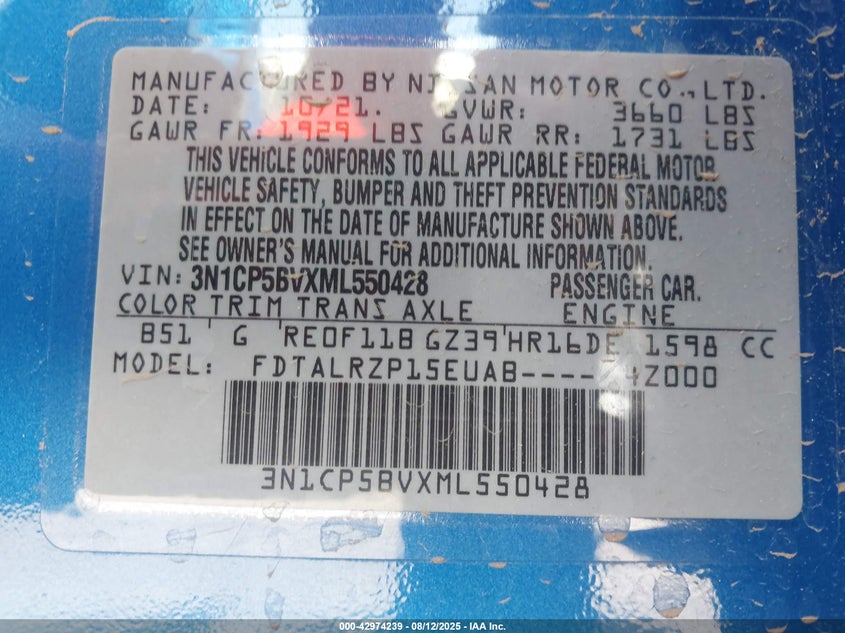 MANUFACTURED BY NISSAN MOTOR CO., LTD.
DATE: 10/21. GVWR: 3660 LBS
GAWR FR: 1929 LBS GAWR RR: 1731 LBS
THIS VEHICLE CONFORMS TO ALL APPLICABLE FEDERAL MOTOR
VEHICLE SAFETY, BUMPER AND THEFT PREVENTION STANDARDS
IN EFFECT ON THE DATE OF MANUFACTURE SHOWN ABOVE.
SEE OWNER'S MANUAL FOR ADDITIONAL INFORMATION.
VIN: 3N1CP5BVXML550428 PASSENGER CAR.
COLOR TRIM TRANS AXLE ENGINE
B51 G RE0F11B GZ39 HR16DE 1598 CC
MODEL: FDTALRZP15EUAB----
3N1CP5BVXML550428
000-42974239 - 08/12/2025 - IAA Inc.